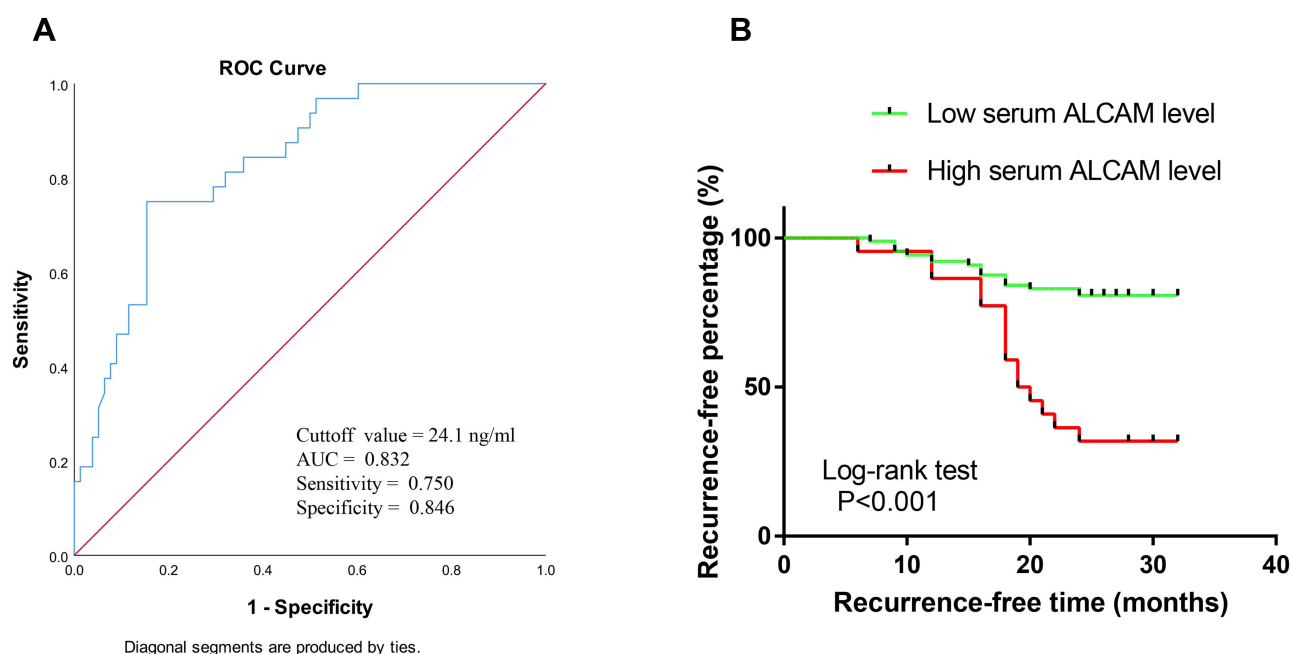 A
ROC Curve
1.0
0.8
0.6
0.4
0.2
0.0
Sensitivity
0.0 0.2 0.4 0.6 0.8 1.0
1 - Specificity
Cuttoff value = 24.1 ng/ml
AUC = 0.832
Sensitivity = 0.750
Specificity = 0.846
Diagonal segments are produced by ties.
B
Low serum ALCAM level
High serum ALCAM level
Recurrence-free percentage (%)
100
50
0
Log-rank test
P<0.001
0 10 20 30 40
Recurrence-free time (months)